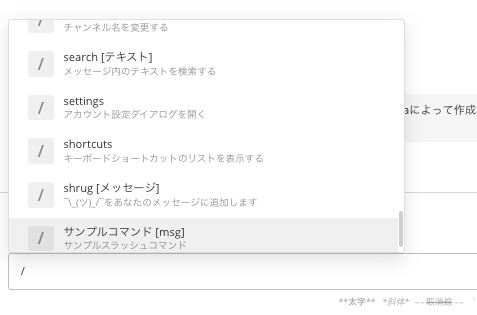 /
チャンネル名を変更する
/ search [テキスト]
メッセージ内のテキストを検索する
/ settings
アカウント設定ダイアログを開く
/ shortcuts
キーボードショートカットのリストを表示する
/ shrug [メッセージ]
¯\_(ツ)_/¯をあなたのメッセージに追加します
/ サンプルコマンド [msg]
サンプルスラッシュコマンド
aによって作成
/
**太字** *斜体* ~~取消線~~ `